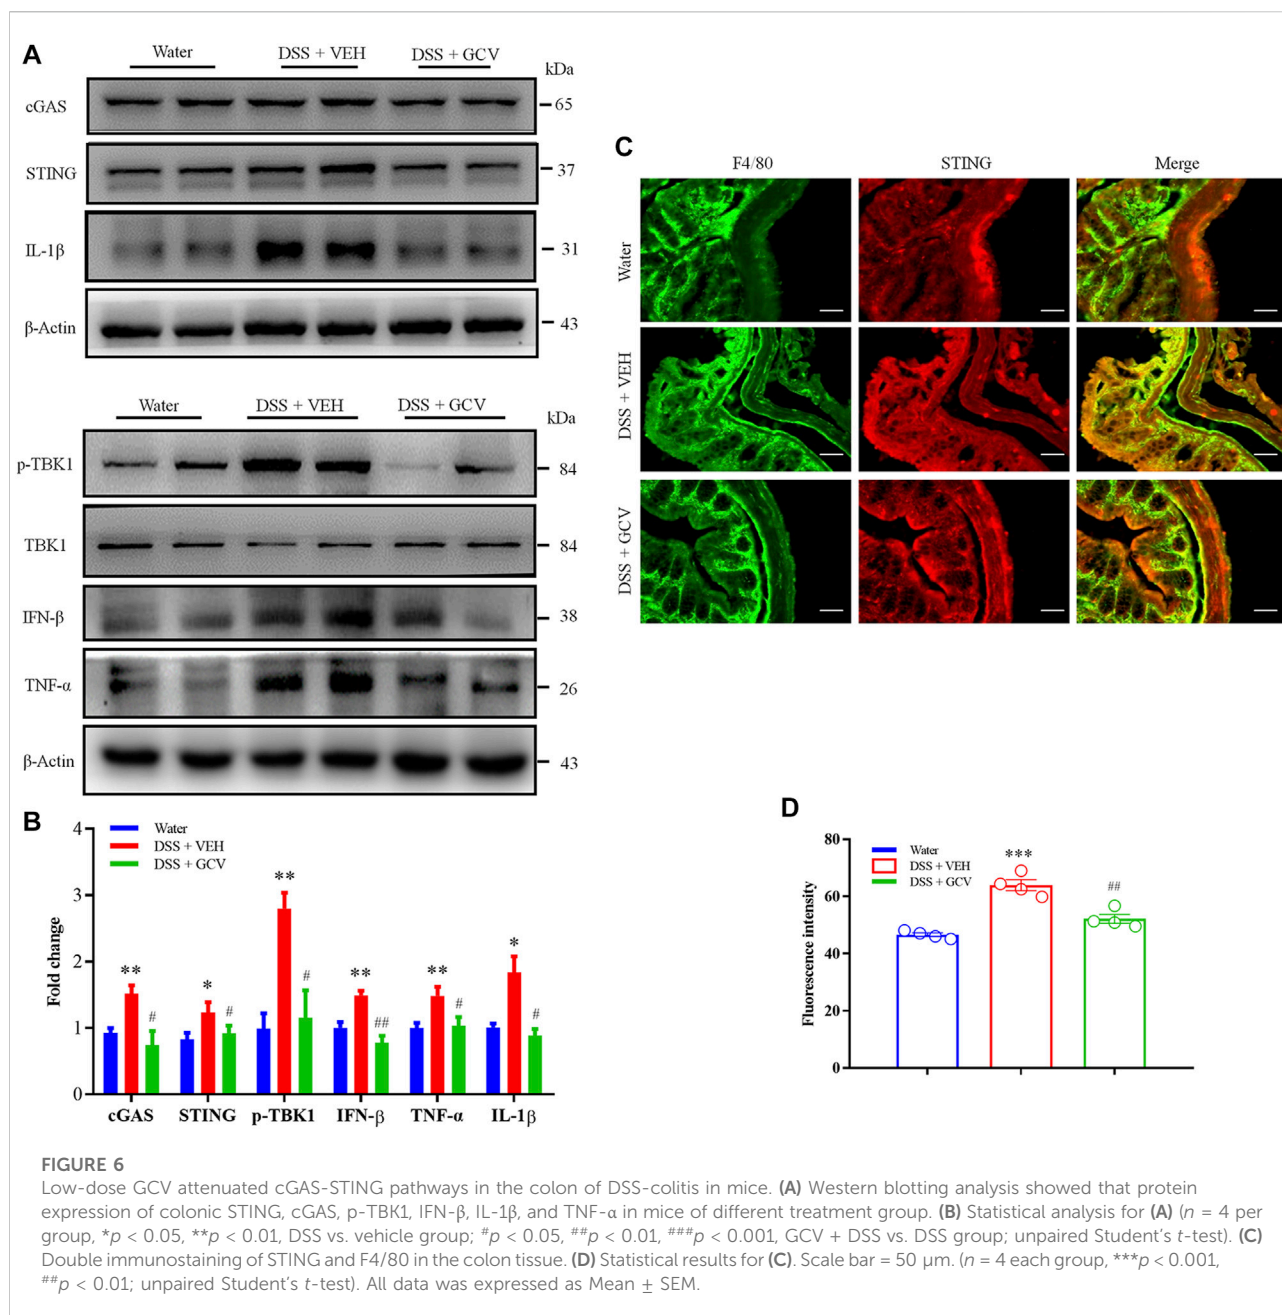 A
Water
DSS + VEH
DSS + GCV
kDa
cGAS
65
STING
37
IL-1β
31
β-Actin
43
Water
DSS + VEH
DSS + GCV
kDa
p-TBK1
84
TBK1
84
IFN-β
38
TNF-α
26
β-Actin
43
C
F4/80
STING
Merge
Water
DSS + VEH
DSS + GCV
B
Water
DSS + VEH
DSS + GCV
Fold change
4
3
2
1
0
**
#
*
#
**
#
**
##
**
#
*
#
cGAS
STING
p-TBK1
IFN-β
TNF-α
IL-1β
D
Water
DSS + VEH
DSS + GCV
Fluorescence intensity
80
60
40
20
0
***
##
FIGURE 6
Low-dose GCV attenuated cGAS-STING pathways in the colon of DSS-colitis in mice. (A) Western blotting analysis showed that protein
expression of colonic STING, cGAS, p-TBK1, IFN-β, IL-1β, and TNF-α in mice of different treatment group. (B) Statistical analysis for (A) (n = 4 per
group, *p < 0.05, **p < 0.01, DSS vs. vehicle group; #p < 0.05, ##p < 0.01, ###p < 0.001, GCV + DSS vs. DSS group; unpaired Student's t-test). (C)
Double immunostaining of STING and F4/80 in the colon tissue. (D) Statistical results for (C). Scale bar = 50 μm. (n = 4 each group, ***p < 0.001,
##p < 0.01; unpaired Student's t-test). All data was expressed as Mean ± SEM.